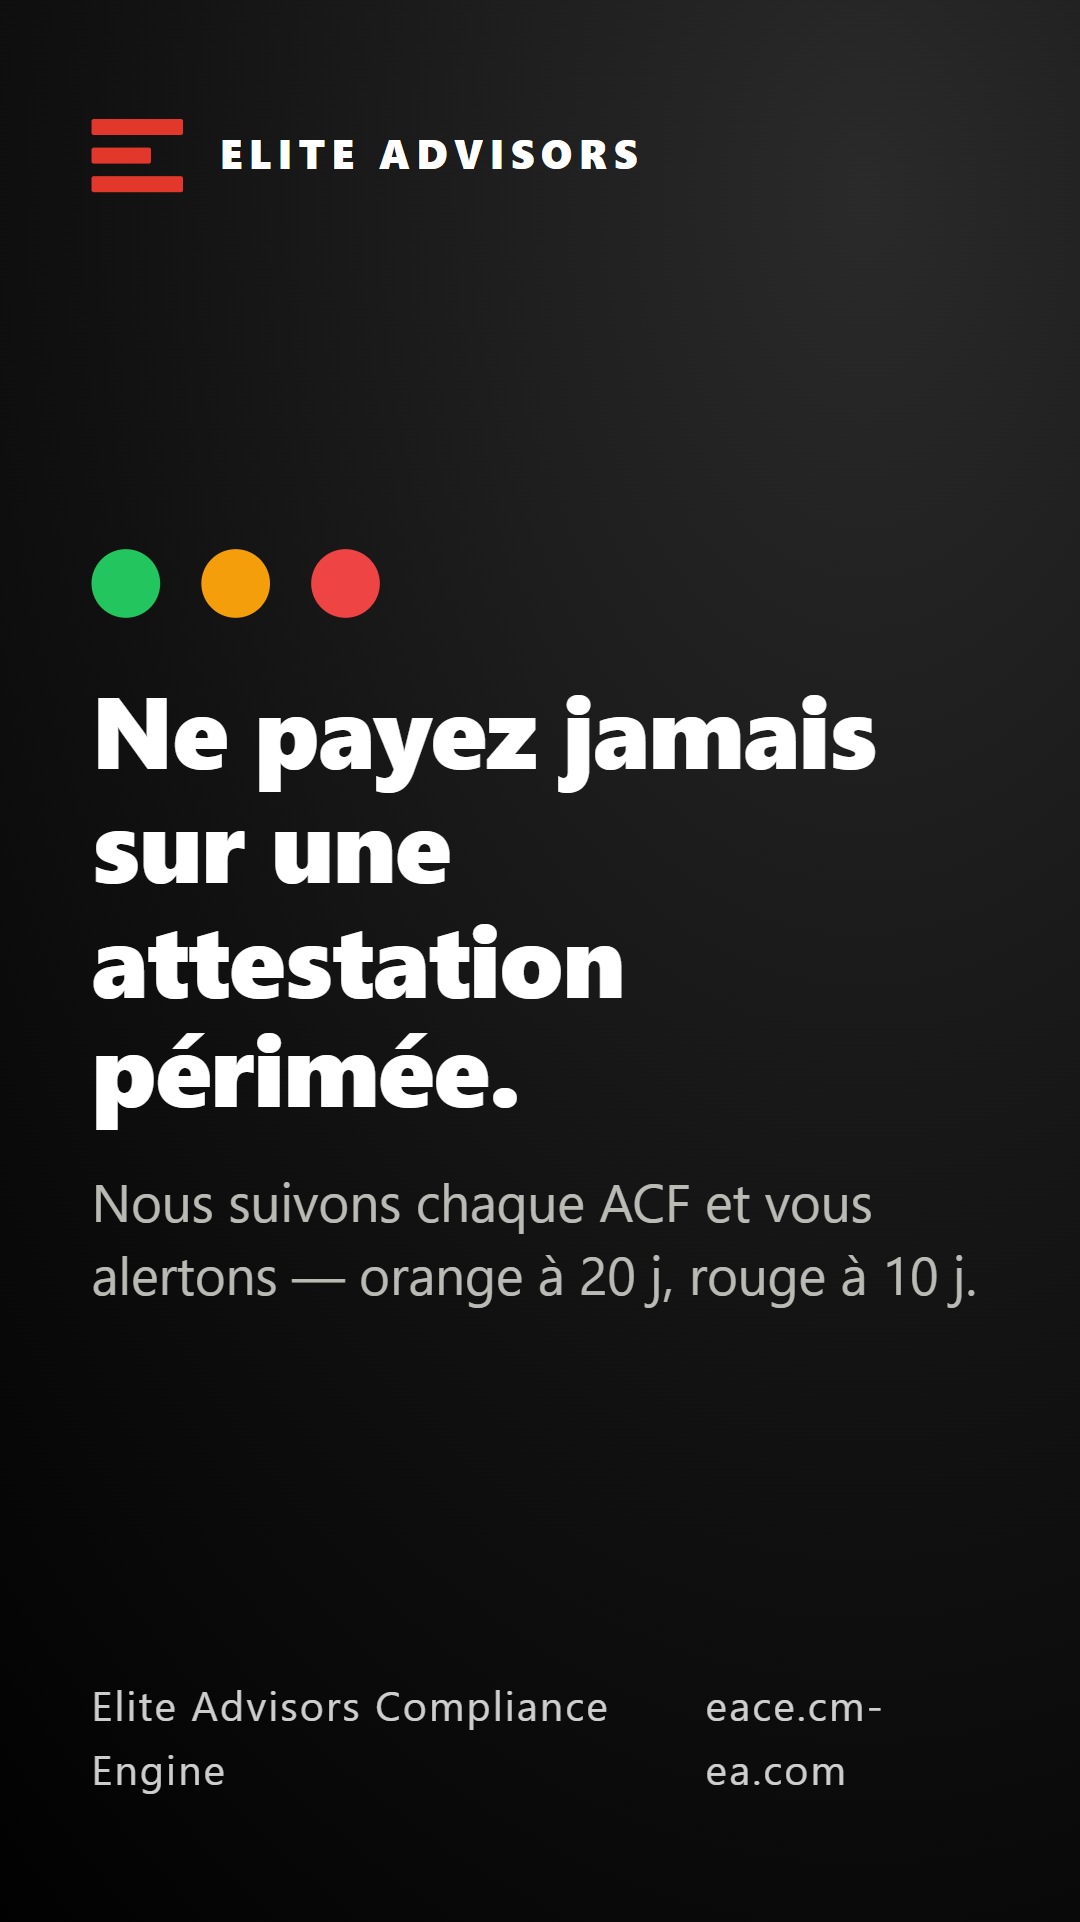 ELITE ADVISORS
Ne payez jamais
sur une
attestation
périmée.
Nous suivons chaque ACF et vous
alertons — orange à 20 j, rouge à 10 j.
Elite Advisors Compliance
Engine
eace.cm-
ea.com